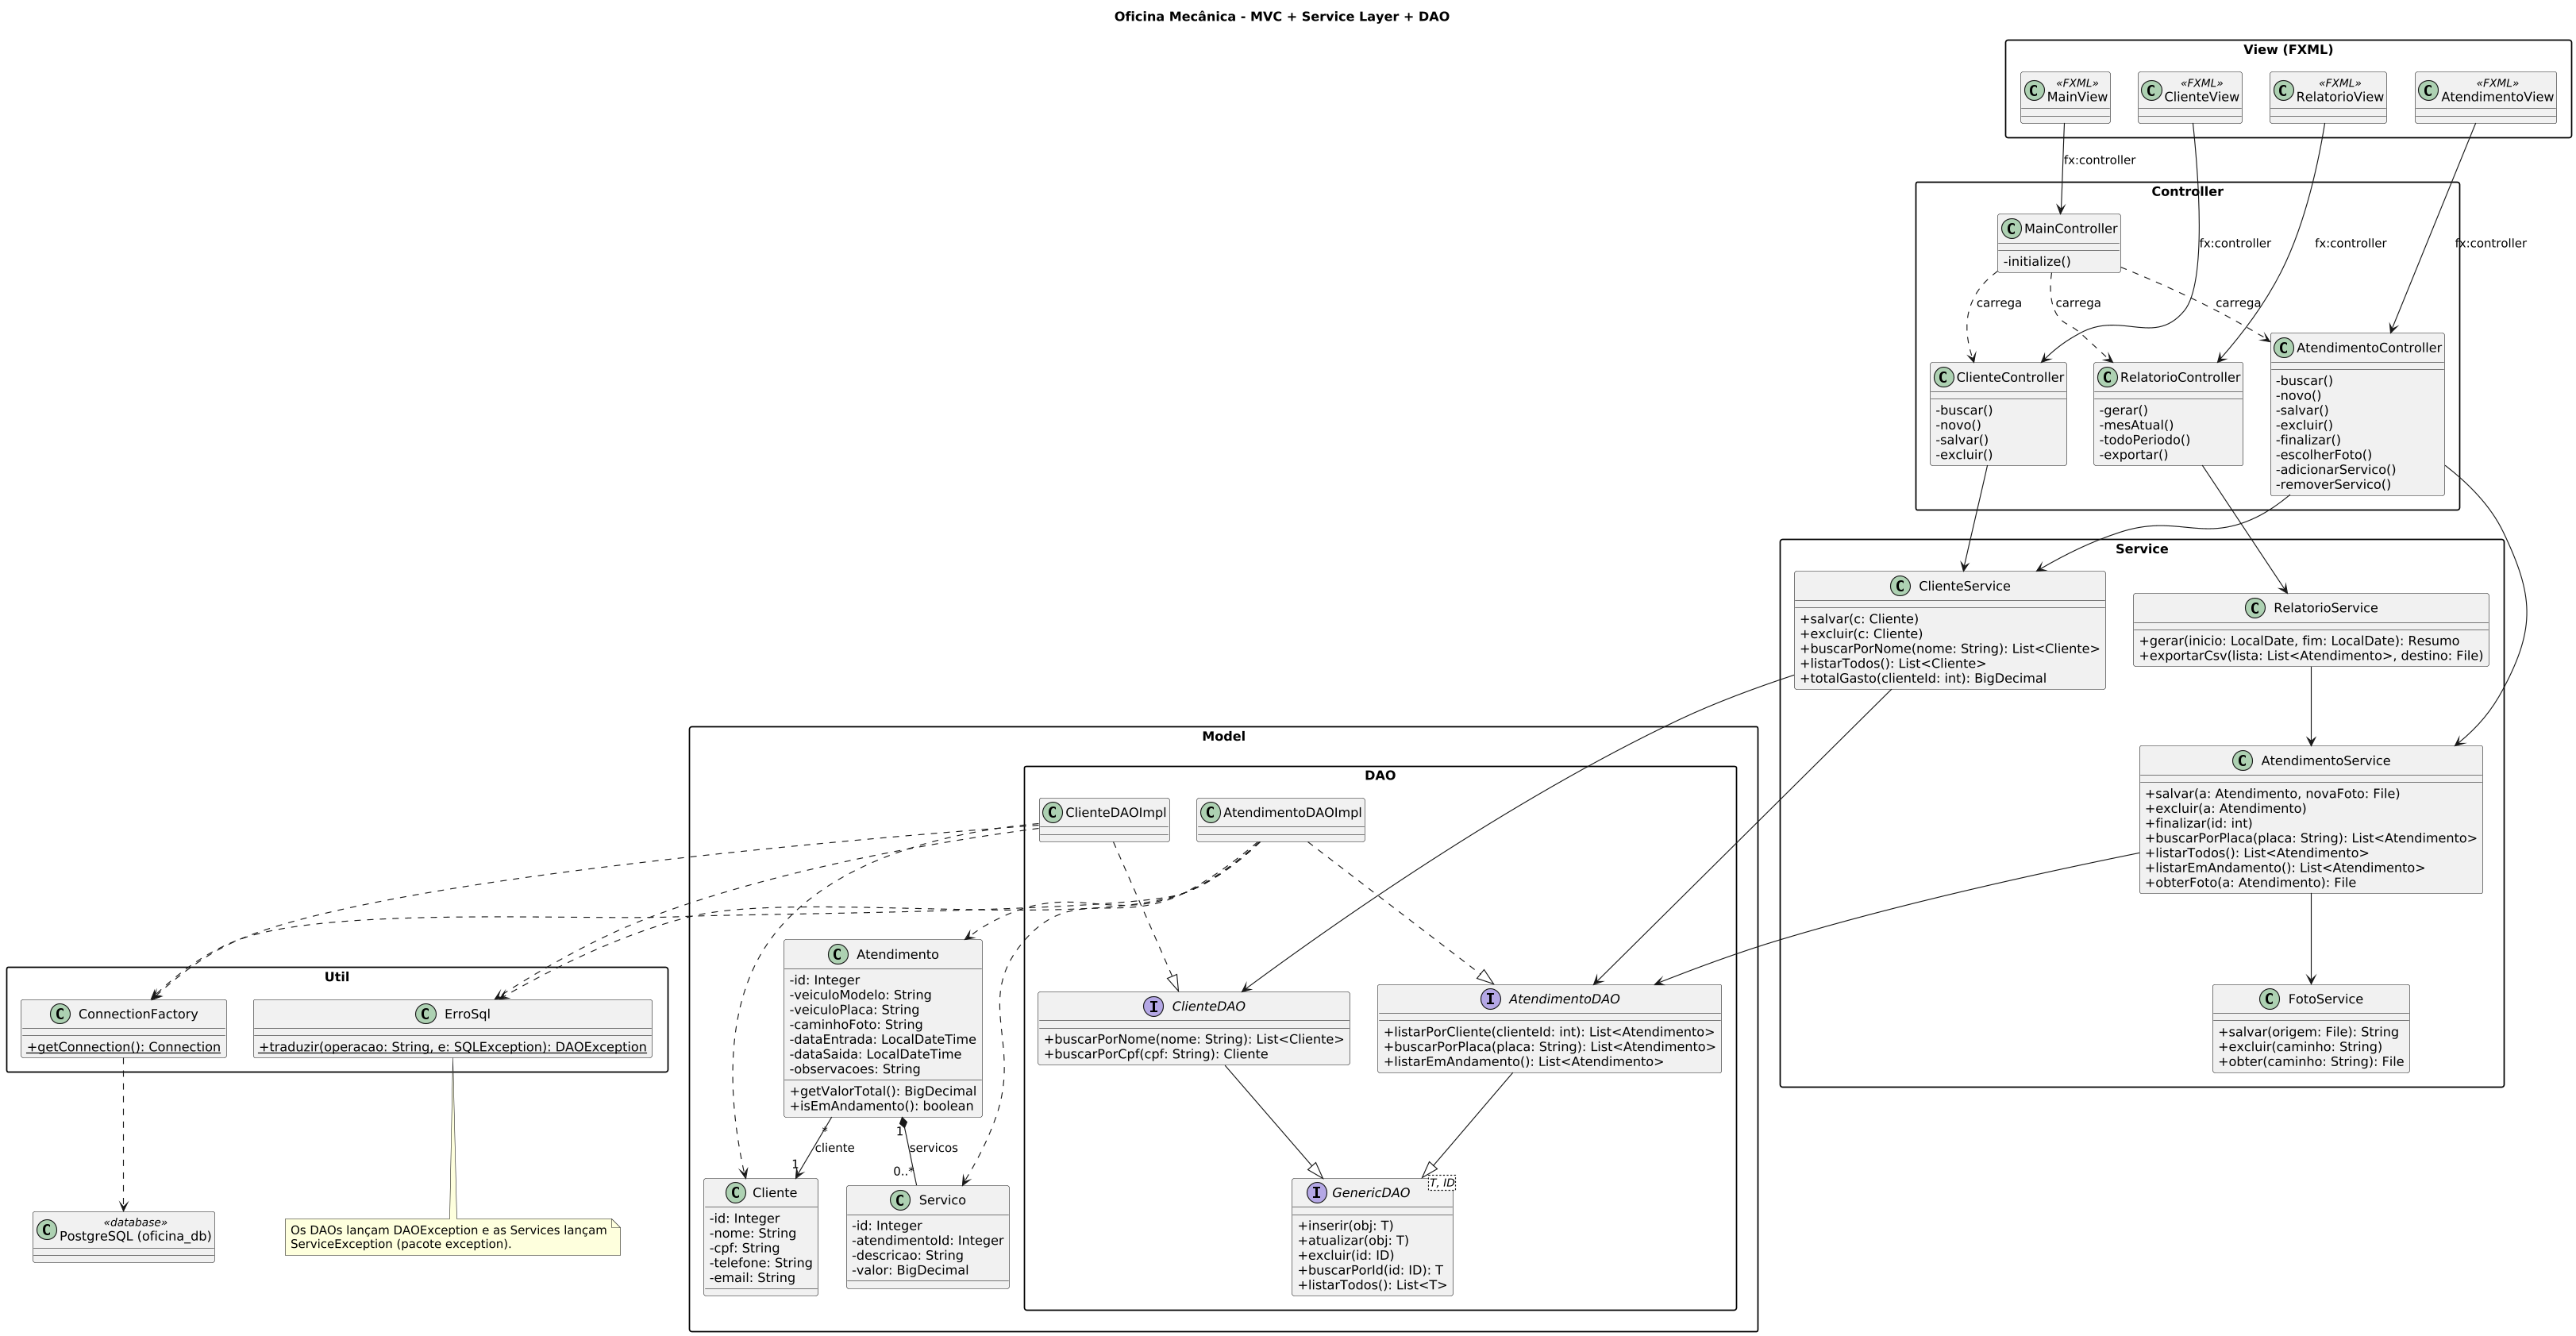 Oficina Mecânica - MVC + Service Layer + DAO
View (FXML)
«FXML»
MainView
«FXML»
ClienteView
«FXML»
RelatorioView
«FXML»
AtendimentoView
fx:controller
fx:controller
fx:controller
fx:controller
Controller
MainController
-initialize()
carrega
carrega
carrega
ClienteController
-buscar()
-novo()
-salvar()
-excluir()
RelatorioController
-gerar()
-mesAtual()
-todoPeriodo()
-exportar()
AtendimentoController
-buscar()
-novo()
-salvar()
-excluir()
-finalizar()
-escolherFoto()
-adicionarServico()
-removerServico()
Service
ClienteService
+salvar(c: Cliente)
+excluir(c: Cliente)
+buscarPorNome(nome: String): List<Cliente>
+listarTodos(): List<Cliente>
+totalGasto(clienteId: int): BigDecimal
RelatorioService
+gerar(inicio: LocalDate, fim: LocalDate): Resumo
+exportarCsv(lista: List<Atendimento>, destino: File)
AtendimentoService
+salvar(a: Atendimento, novaFoto: File)
+excluir(a: Atendimento)
+finalizar(id: int)
+buscarPorPlaca(placa: String): List<Atendimento>
+listarTodos(): List<Atendimento>
+listarEmAndamento(): List<Atendimento>
+obterFoto(a: Atendimento): File
FotoService
+salvar(origem: File): String
+excluir(caminho: String)
+obter(caminho: String): File
Model
DAO
ClienteDAOImpl
AtendimentoDAOImpl
ClienteDAO
+buscarPorNome(nome: String): List<Cliente>
+buscarPorCpf(cpf: String): Cliente
AtendimentoDAO
+listarPorCliente(clienteId: int): List<Atendimento>
+buscarPorPlaca(placa: String): List<Atendimento>
+listarEmAndamento(): List<Atendimento>
GenericDAO
T, ID
+inserir(obj: T)
+atualizar(obj: T)
+excluir(id: ID)
+buscarPorId(id: ID): T
+listarTodos(): List<T>
Atendimento
-id: Integer
-veiculoModelo: String
-veiculoPlaca: String
-caminhoFoto: String
-dataEntrada: LocalDateTime
-dataSaida: LocalDateTime
-observacoes: String
+getValorTotal(): BigDecimal
+isEmAndamento(): boolean
*
cliente
1
1
servicos
0..*
Cliente
-id: Integer
-nome: String
-cpf: String
-telefone: String
-email: String
Servico
-id: Integer
-atendimentoId: Integer
-descricao: String
-valor: BigDecimal
Util
ConnectionFactory
+getConnection(): Connection
ErroSql
+traduzir(operacao: String, e: SQLException): DAOException
«database»
PostgreSQL (oficina_db)
Os DAOs lançam DAOException e as Services lançam
ServiceException (pacote exception).